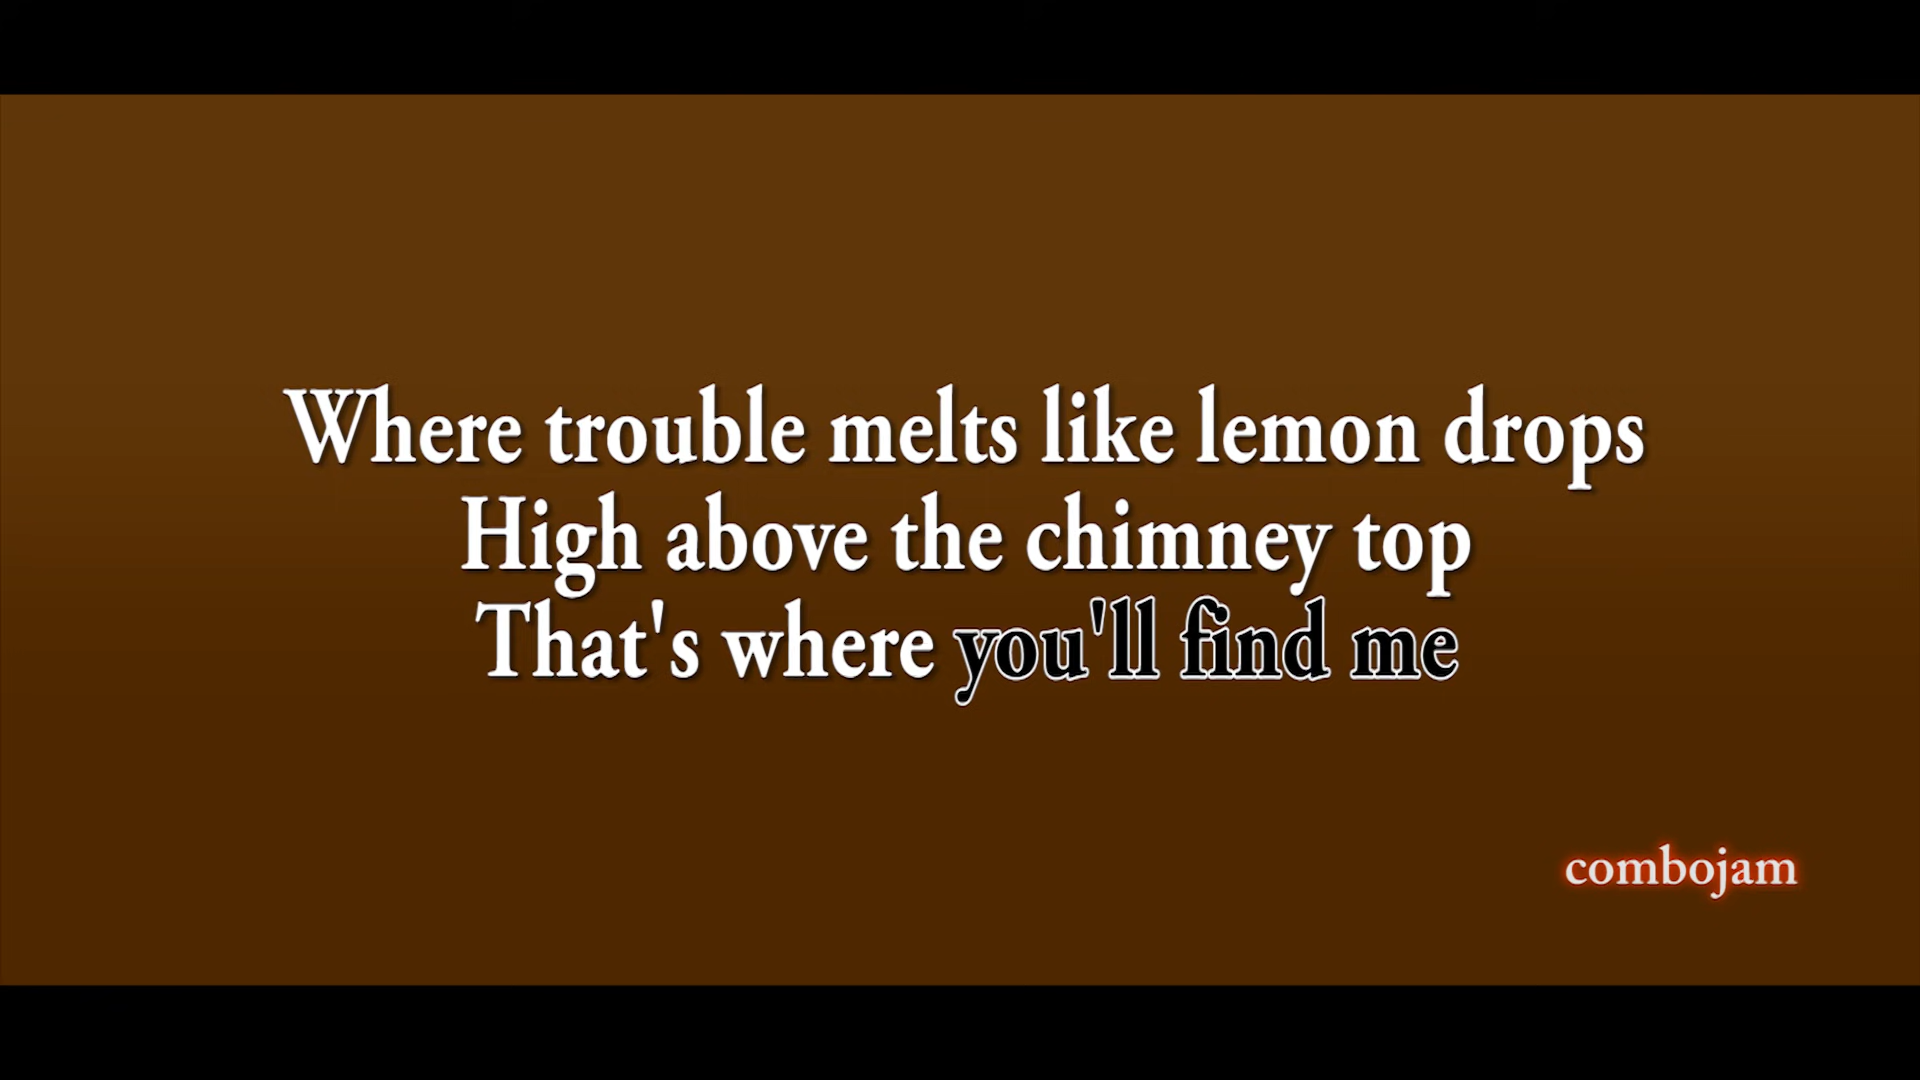 Where trouble melts like lemon drops
High above the chimney top
That's where you'll find me
combojam